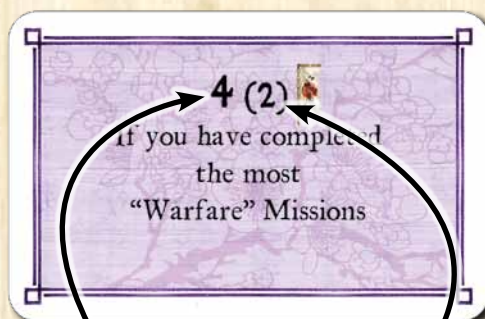 4 (2)
If you have completed
the most
"Warfare" Missions